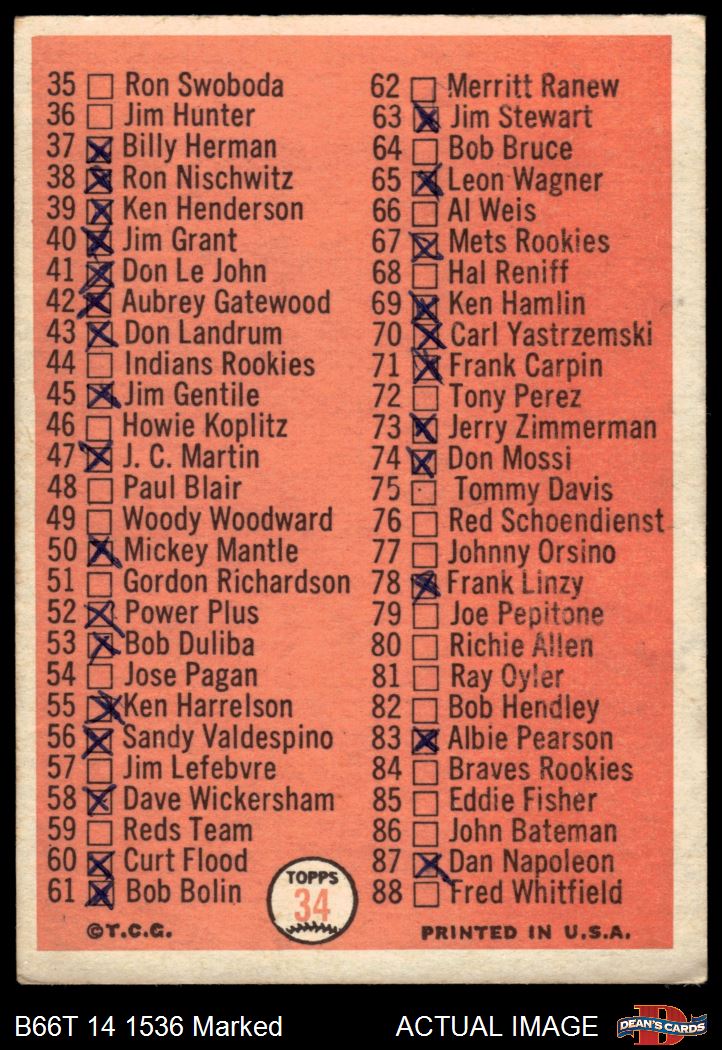 35 Ron Swoboda
36 Jim Hunter
37 Billy Herman
38 Ron Nischwitz
39 Ken Henderson
40 Jim Grant
41 Don Le John
42 Aubrey Gatewood
43 Don Landrum
44 Indians Rookies
45 Jim Gentile
46 Howie Koplitz
47 J. C. Martin
48 Paul Blair
49 Woody Woodward
50 Mickey Mantle
51 Gordon Richardson
52 Power Plus
53 Bob Duliba
54 Jose Pagan
55 Ken Harrelson
56 Sandy Valdespino
57 Jim Lefebvre
58 Dave Wickersham
59 Reds Team
60 Curt Flood
61 Bob Bolin
62 Merritt Ranew
63 Jim Stewart
64 Bob Bruce
65 Leon Wagner
66 Al Weis
67 Mets Rookies
68 Hal Reniff
69 Ken Hamlin
70 Carl Yastrzemski
71 Frank Carpin
72 Tony Perez
73 Jerry Zimmerman
74 Don Mossi
75 Tommy Davis
76 Red Schoendienst
77 Johnny Orsino
78 Frank Linzy
79 Joe Pepitone
80 Richie Allen
81 Ray Oyler
82 Bob Hendley
83 Albie Pearson
84 Braves Rookies
85 Eddie Fisher
86 John Bateman
87 Dan Napoleon
88 Fred Whitfield
TOPPS
34
©T.C.G.
PRINTED IN U.S.A.
B66T 14 1536 Marked
ACTUAL IMAGE
D
DEAN'S CARDS